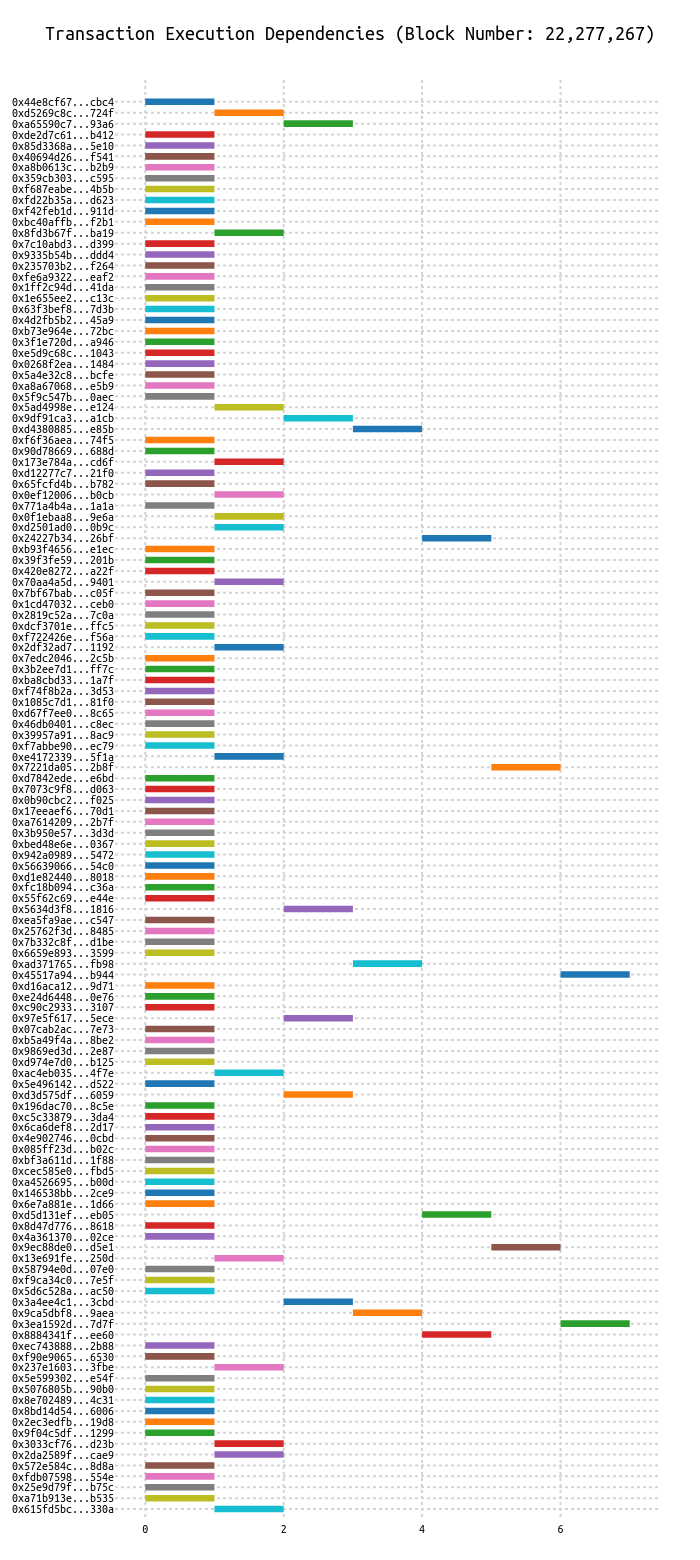 Transaction Execution Dependencies (Block Number: 22,277,267)
0x44e8cf67...cbc4
0xd5269c8c...724f
0xa65590c7...93a6
0xde2d7c61...b412
0x85d3368a...5e10
0x40694d26...f541
0xa8b0613c...b2b9
0x359cb303...c595
0xf687eabe...4b5b
0xfd22b35a...d623
0xf42feb1d...911d
0xbc40affb...f2b1
0x8fd3b67f...ba19
0x7c10abd3...d399
0x9335b54b...ddd4
0x235703b2...f264
0xfe6a9322...eaf2
0x1ff2c94d...41da
0x1e655ee2...c13c
0x63f3bef8...7d3b
0x4d2fb5b2...45a9
0xb73e964e...72bc
0x3f1e720d...a946
0xe5d9c68c...1043
0x0268f2ea...1484
0x5a4e32c8...bcfe
0xa8a67068...e5b9
0x5f9c547b...0aec
0x5ad4998e...e124
0x9df91ca3...a1cb
0xd4380885...e85b
0xf6f36aea...74f5
0x90d78669...688d
0x173e784a...cd6f
0xd12277c7...21f0
0x65fcfd4b...b782
0x0ef12006...b0cb
0x771a4b4a...1a1a
0x0f1ebaa8...9e6a
0xd2501ad0...0b9c
0x24227b34...26bf
0xb93f4656...e1ec
0x39f3fe59...201b
0x420e8272...a22f
0x70aa4a5d...9401
0x7bf67bab...c05f
0x1cd47032...ceb0
0x2819c52a...7c0a
0xdcf3701e...ffc5
0xf722426e...f56a
0x2df32ad7...1192
0x7edc2046...2c5b
0x3b2ee7d1...ff7c
0xba8cbd33...1a7f
0xf74f8b2a...3d53
0x1085c7d1...81f0
0xd67f7ee0...8c65
0x46db0401...c8ec
0x39957a91...8ac9
0xf7abbe90...ec79
0xe4172339...5f1a
0x7221da05...2b8f
0xd7842ede...e6bd
0x7073c9f8...d063
0x0b90cbc2...f025
0x17eeaef6...70d1
0xa7614209...2b7f
0x3b950e57...3d3d
0xbed48e6e...0367
0x942a0989...5472
0x56639066...54c0
0xd1e82440...8018
0xfc18b094...c36a
0x55f62c69...e44e
0x5634d3f8...1816
0xea5fa9ae...c547
0x25762f3d...8485
0x7b332c8f...d1be
0x6659e893...3599
0xad371765...fb98
0x45517a94...b944
0xd16aca12...9d71
0xe24d6448...0e76
0xc90c2933...3107
0x97e5f617...5ece
0x07cab2ac...7e73
0xb5a49f4a...8be2
0x9869ed3d...2e87
0xd974e7d0...b125
0xac4eb035...4f7e
0x5e496142...d522
0xd3d575df...6059
0x196dac70...8c5e
0xc5c33879...3da4
0x6ca6def8...2d17
0x4e902746...0cbd
0x085ff23d...b02c
0xbf3a611d...1f88
0xcec585e0...fbd5
0xa4526695...b00d
0x146538bb...2ce9
0x6e7a881e...1d66
0xd5d131ef...eb05
0x8d47d776...8618
0x4a361370...02ce
0x9ec88de0...d5e1
0x13e691fe...250d
0x58794e0d...07e0
0xf9ca34c0...7e5f
0x5d6c528a...ac50
0x3a4ee4c1...3cbd
0x9ca5dbf8...9aea
0x3ea1592d...7d7f
0x8884341f...ee60
0xec743888...2b88
0xf90e9065...6530
0x237e1603...3fbe
0x5e599302...e54f
0x5076805b...90b0
0x8e702489...4c31
0x8bd14d54...6006
0x2ec3edfb...19d8
0x9f04c5df...1299
0x3033cf76...d23b
0x2da2589f...cae9
0x572e584c...8d8a
0xfdb07598...554e
0x25e9d79f...b75c
0xa71b913e...b535
0x615fd5bc...330a
0 2 4 6